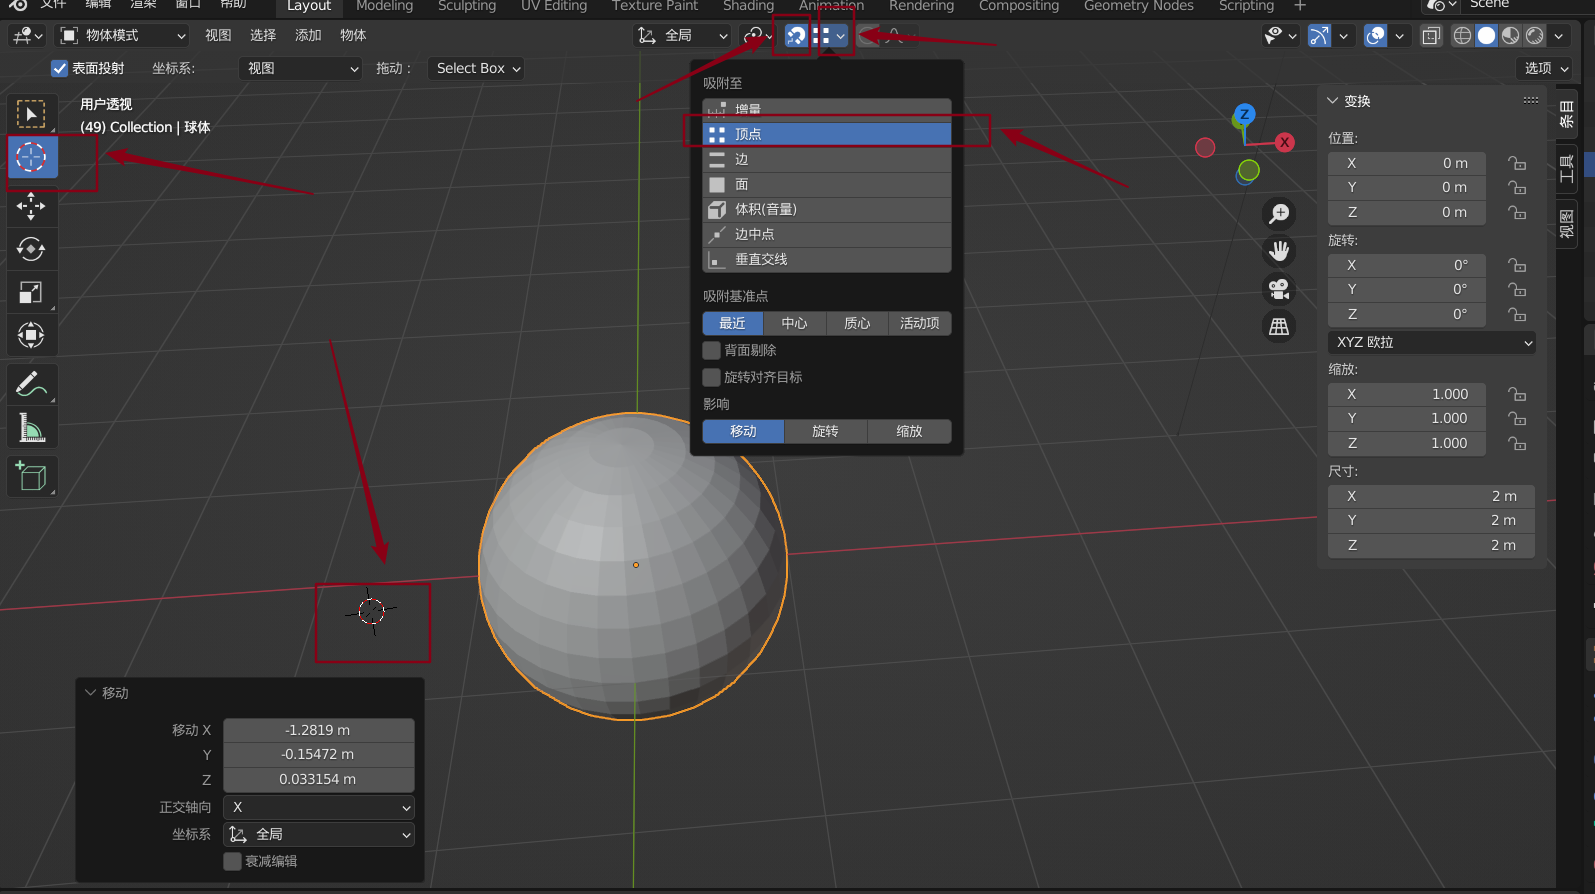 文件 编辑 渲染 窗口 帮助 Layout Modeling Sculpting UV Editing Texture Paint Shading Animation Rendering Compositing Geometry Nodes Scripting + Scene
物体模式 视图 选择 添加 物体 全局
表面投射 坐标系: 视图 拖动: Select Box 选项
用户透视
(49) Collection | 球体
吸附至
增量
顶点
边
面
体积(音量)
边中点
垂直交线
吸附基准点
最近 中心 质心 活动项
背面剔除
旋转对齐目标
影响
移动 旋转 缩放
Z
X
变换
位置:
X 0 m
Y 0 m
Z 0 m
旋转:
X 0°
Y 0°
Z 0°
XYZ 欧拉
缩放:
X 1.000
Y 1.000
Z 1.000
尺寸:
X 2 m
Y 2 m
Z 2 m
条目
工具
视图
移动
移动 X -1.2819 m
Y -0.15472 m
Z 0.033154 m
正交轴向 X
坐标系 全局
衰减编辑